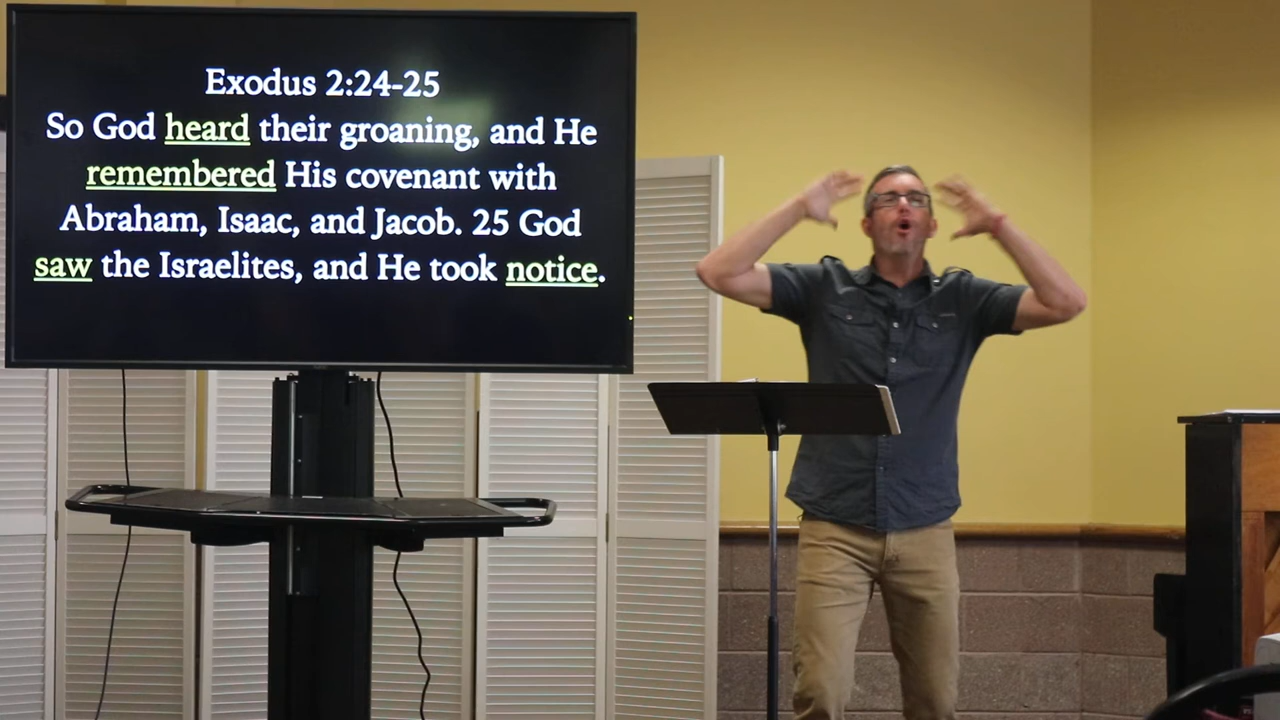 Exodus 2:24-25
So God heard their groaning, and He
remembered His covenant with
Abraham, Isaac, and Jacob. 25 God
saw the Israelites, and He took notice.